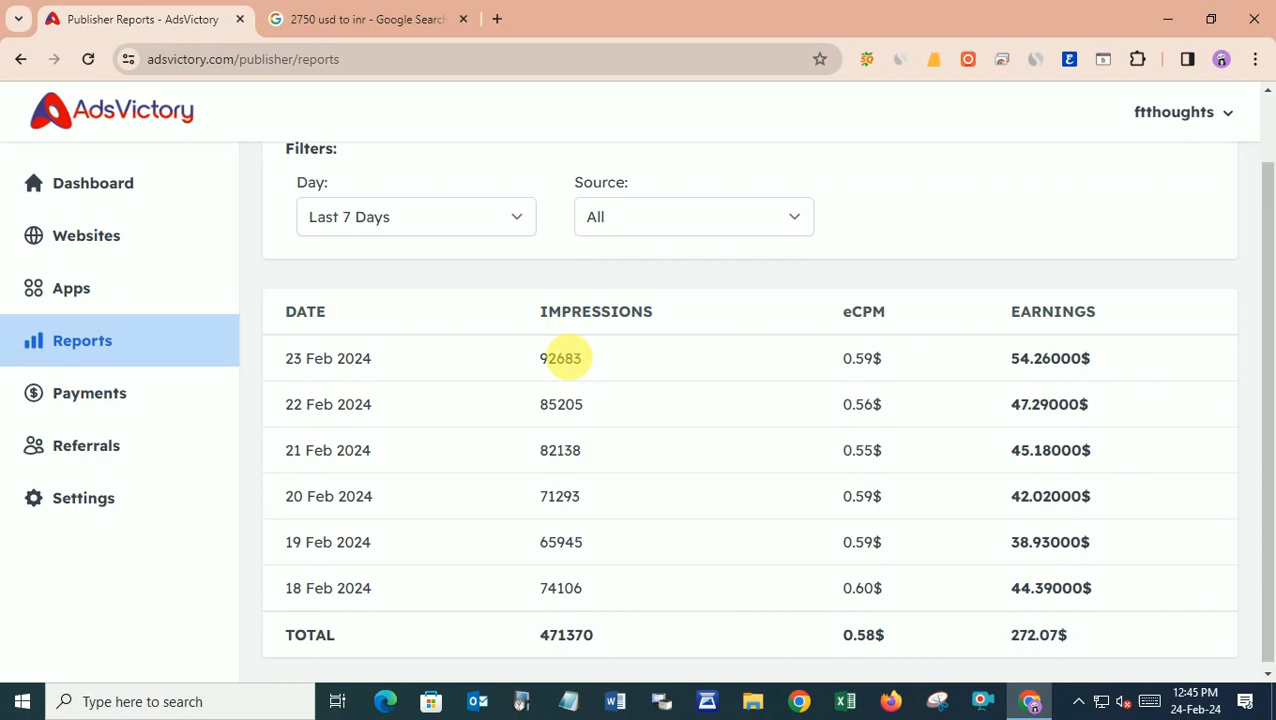 Publisher Reports - AdsVictory
2750 usd to inr - Google Search
adsvictory.com/publisher/reports
AdsVictory
ftthoughts
Dashboard
Websites
Apps
Reports
Payments
Referrals
Settings
Filters:
Day: Source:
Last 7 Days All
DATE IMPRESSIONS eCPM EARNINGS
23 Feb 2024 92683 0.59$ 54.26000$
22 Feb 2024 85205 0.56$ 47.29000$
21 Feb 2024 82138 0.55$ 45.18000$
20 Feb 2024 71293 0.59$ 42.02000$
19 Feb 2024 65945 0.59$ 38.93000$
18 Feb 2024 74106 0.60$ 44.39000$
TOTAL 471370 0.58$ 272.07$
Type here to search
12:45 PM
24-Feb-24